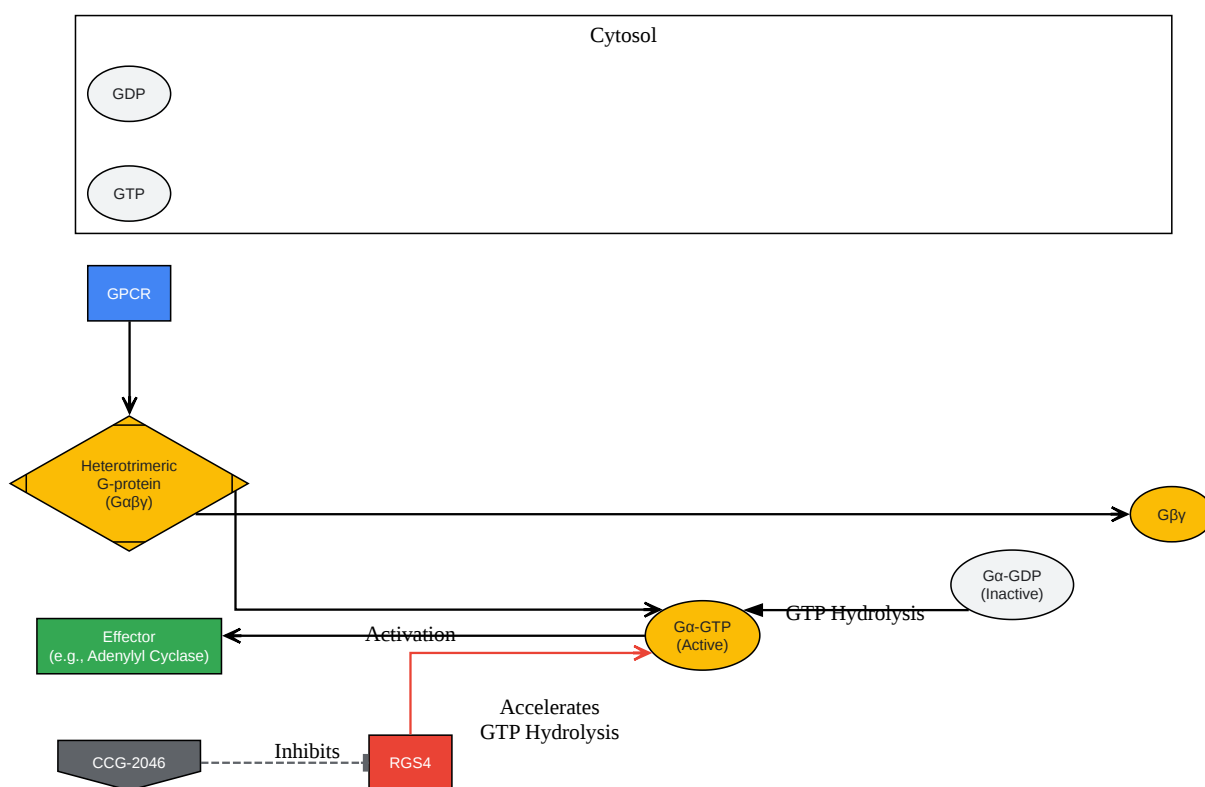 Cytosol
GDP
GTP
GPCR
Heterotrimeric
G-protein
(Gαβγ)
Gβγ
Gα-GDP
(Inactive)
GTP Hydrolysis
Gα-GTP
(Active)
Activation
Effector
(e.g., Adenylyl Cyclase)
Accelerates
GTP Hydrolysis
Inhibits
CCG-2046
RGS4